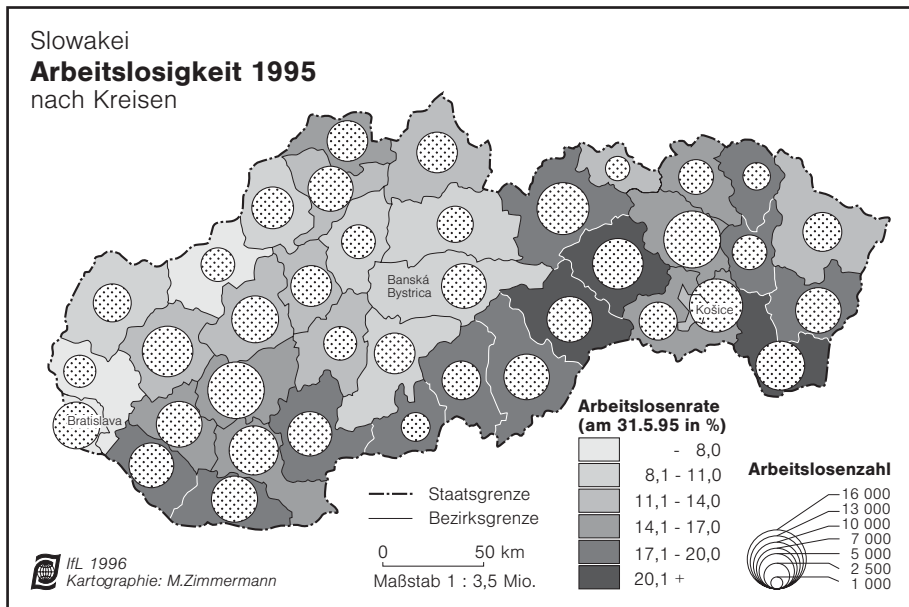 Slowakei
Arbeitslosigkeit 1995
nach Kreisen
Banská
Bystrica
Košice
Bratislava
Arbeitslosenrate
(am 31.5.95 in %)
- 8,0
8,1 - 11,0
11,1 - 14,0
14,1 - 17,0
17,1 - 20,0
20,1 +
Arbeitslosenzahl
16 000
13 000
10 000
7 000
5 000
2 500
1 000
Staatsgrenze
Bezirksgrenze
0 50 km
Maßstab 1 : 3,5 Mio.
IfL 1996
Kartographie: M.Zimmermann